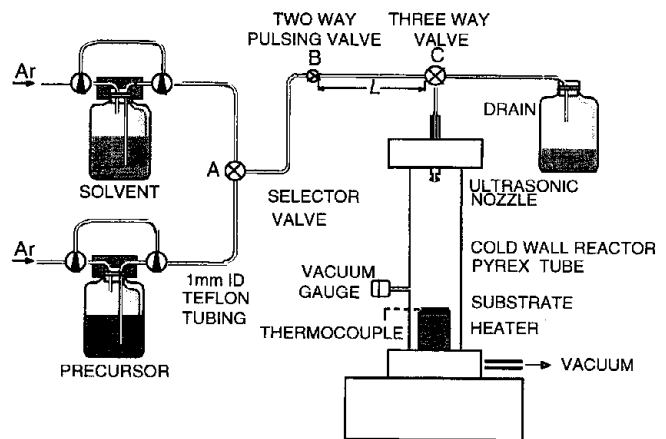 TWO WAY
PULSING VALVE
THREE WAY
VALVE
B
C
Ar
L
DRAIN
SOLVENT
A
SELECTOR
VALVE
ULTRASONIC
NOZZLE
Ar
1mm ID
TEFLON
TUBING
COLD WALL REACTOR
PYREX TUBE
VACUUM
GAUGE
THERMOCOUPLE
SUBSTRATE
HEATER
PRECURSOR
VACUUM